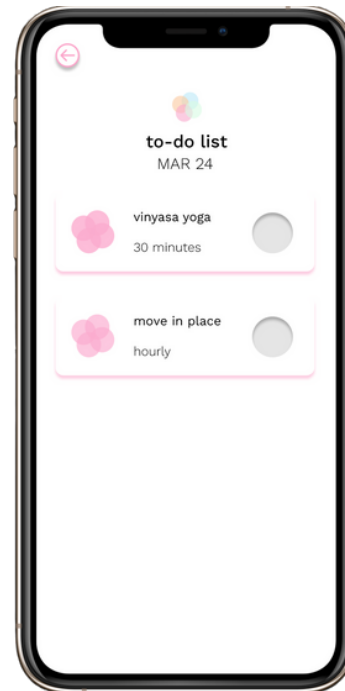 to-do list
MAR 24
vinyasa yoga
30 minutes
move in place
hourly